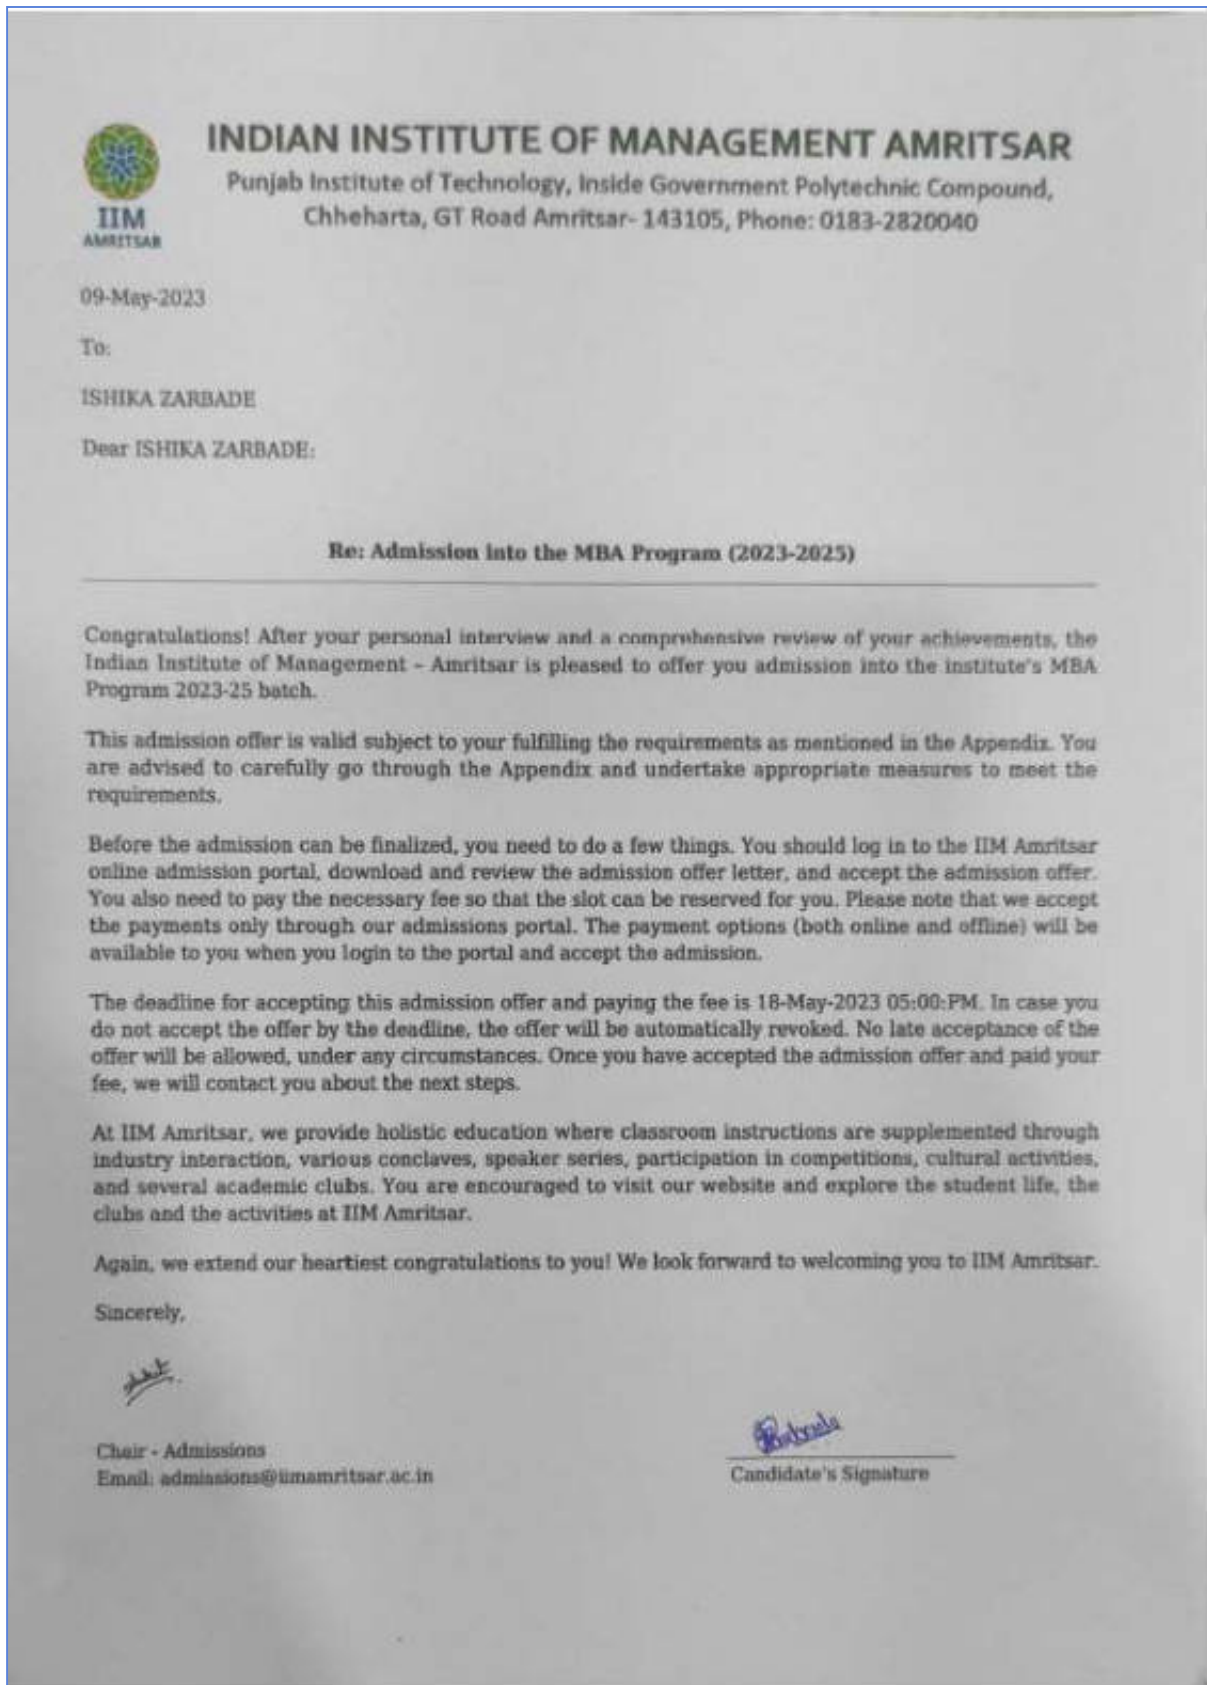 INDIAN INSTITUTE OF MANAGEMENT AMRITSAR
Punjab Institute of Technology, Inside Government Polytechnic Compound,
Chheharta, GT Road Amritsar- 143105, Phone: 0183-2820040
IIM
AMRITSAR
09-May-2023
To:
ISHIKA ZARBADE
Dear ISHIKA ZARBADE:
Re: Admission into the MBA Program (2023-2025)
Congratulations! After your personal interview and a comprehensive review of your achievements, the
Indian Institute of Management – Amritsar is pleased to offer you admission into the institute's MBA
Program 2023-25 batch.
This admission offer is valid subject to your fulfilling the requirements as mentioned in the Appendix. You
are advised to carefully go through the Appendix and undertake appropriate measures to meet the
requirements.
Before the admission can be finalized, you need to do a few things. You should log in to the IIM Amritsar
online admission portal, download and review the admission offer letter, and accept the admission offer.
You also need to pay the necessary fee so that the slot can be reserved for you. Please note that we accept
the payments only through our admissions portal. The payment options (both online and offline) will be
available to you when you login to the portal and accept the admission.
The deadline for accepting this admission offer and paying the fee is 18-May-2023 05:00:PM. In case you
do not accept the offer by the deadline, the offer will be automatically revoked. No late acceptance of the
offer will be allowed, under any circumstances. Once you have accepted the admission offer and paid your
fee, we will contact you about the next steps.
At IIM Amritsar, we provide holistic education where classroom instructions are supplemented through
industry interaction, various conclaves, speaker series, participation in competitions, cultural activities,
and several academic clubs. You are encouraged to visit our website and explore the student life, the
clubs and the activities at IIM Amritsar.
Again, we extend our heartiest congratulations to you! We look forward to welcoming you to IIM Amritsar.
Sincerely,
Chair - Admissions
Email: admissions@iimamritsar.ac.in
Candidate's Signature